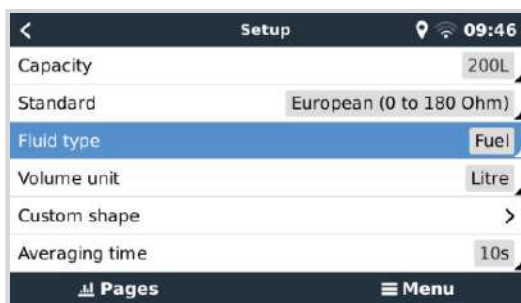 Setup 09:46
Capacity 200L
Standard European (0 to 180 Ohm)
Fluid type Fuel
Volume unit Litre
Custom shape
Averaging time 10s
Pages Menu